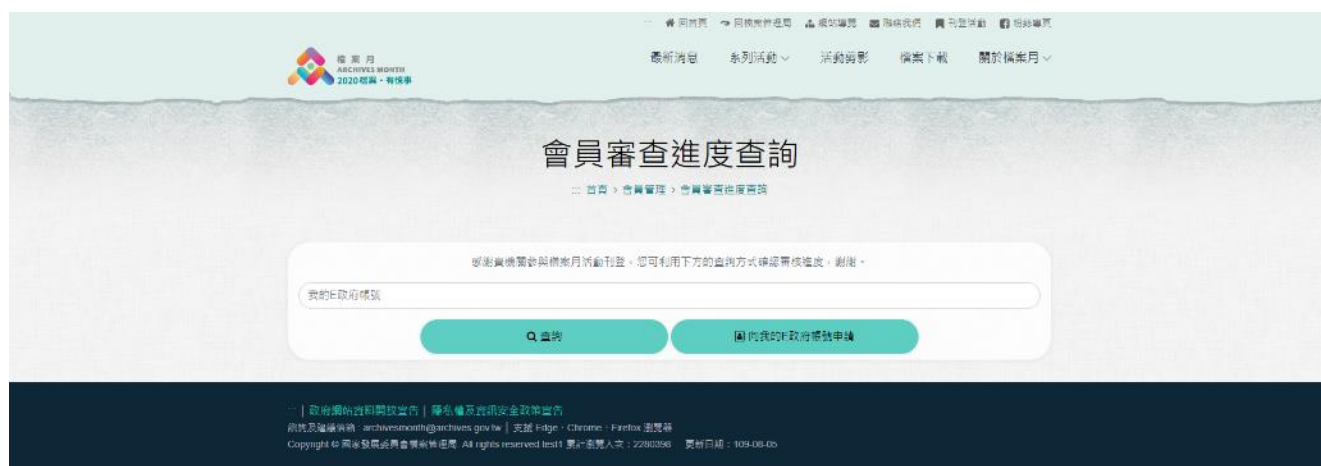 ::: 回首頁 回檔案管理局 網站導覽 聯絡我們 刊登活動 粉絲專頁
檔案月
ARCHIVES MONTH
2020檔案・有情事
最新消息 系列活動 活動剪影 檔案下載 關於檔案月
會員審查進度查詢
::: 首頁 > 會員管理 > 會員審查進度查詢
感謝貴機關參與檔案月活動刊登，您可利用下方的查詢方式確認審核進度，謝謝。
我的E政府帳號
查詢 向我的E政府帳號申請
::: | 政府網站資料開放宣告 | 隱私權及資訊安全政策宣告
諮詢及建議信箱：archivesmonth@archives.gov.tw | 支援 Edge、Chrome、Firefox 瀏覽器
Copyright © 國家發展委員會檔案管理局. All rights reserved.test1 累計瀏覽人次：2280398 更新日期：109-08-05